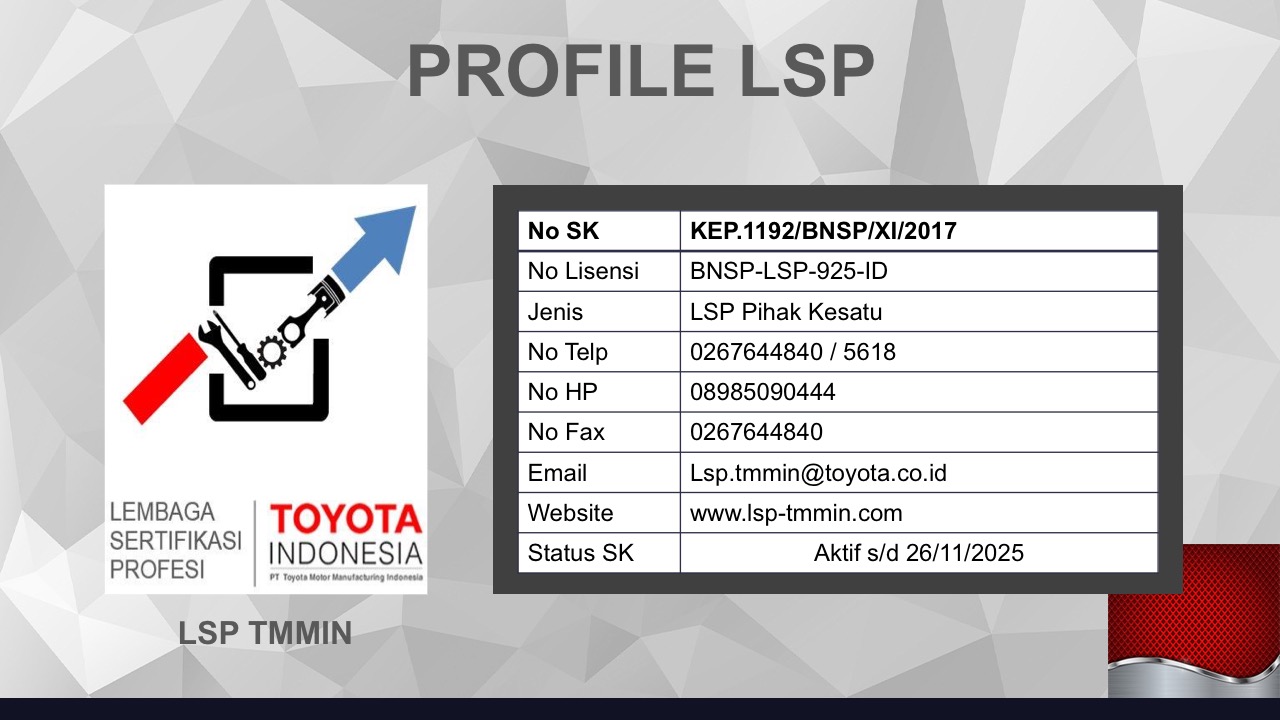 PROFILE LSP
LEMBAGA
SERTIFIKASI
PROFESI
TOYOTA
INDONESIA
PT Toyota Motor Manufacturing Indonesia
LSP TMMIN
No SK KEP.1192/BNSP/XI/2017
No Lisensi BNSP-LSP-925-ID
Jenis LSP Pihak Kesatu
No Telp 0267644840 / 5618
No HP 08985090444
No Fax 0267644840
Email Lsp.tmmin@toyota.co.id
Website www.lsp-tmmin.com
Status SK Aktif s/d 26/11/2025